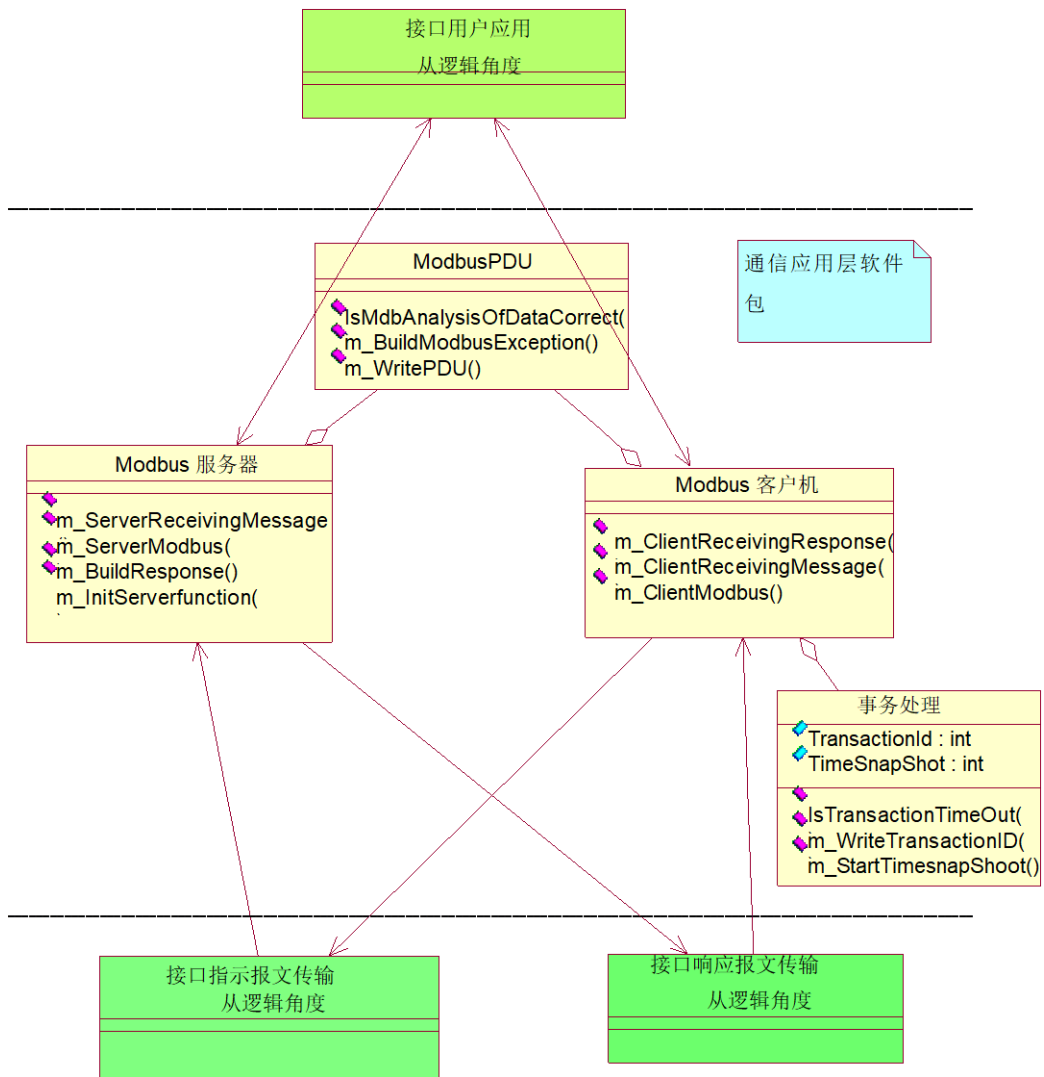 接口用户应用
从逻辑角度
ModbusPDU
IsMdbAnalysisOfDataCorrect(
m_BuildModbusException()
m_WritePDU()
通信应用层软件
包
Modbus 服务器
m_ServerReceivingMessage
m_ServerModbus(
m_BuildResponse()
m_InitServerfunction(
Modbus 客户机
m_ClientReceivingResponse(
m_ClientReceivingMessage(
m_ClientModbus()
事务处理
TransactionId : int
TimeSnapShot : int
IsTransactionTimeOut(
m_WriteTransactionID(
m_StartTimesnapShoot()
接口指示报文传输
从逻辑角度
接口响应报文传输
从逻辑角度